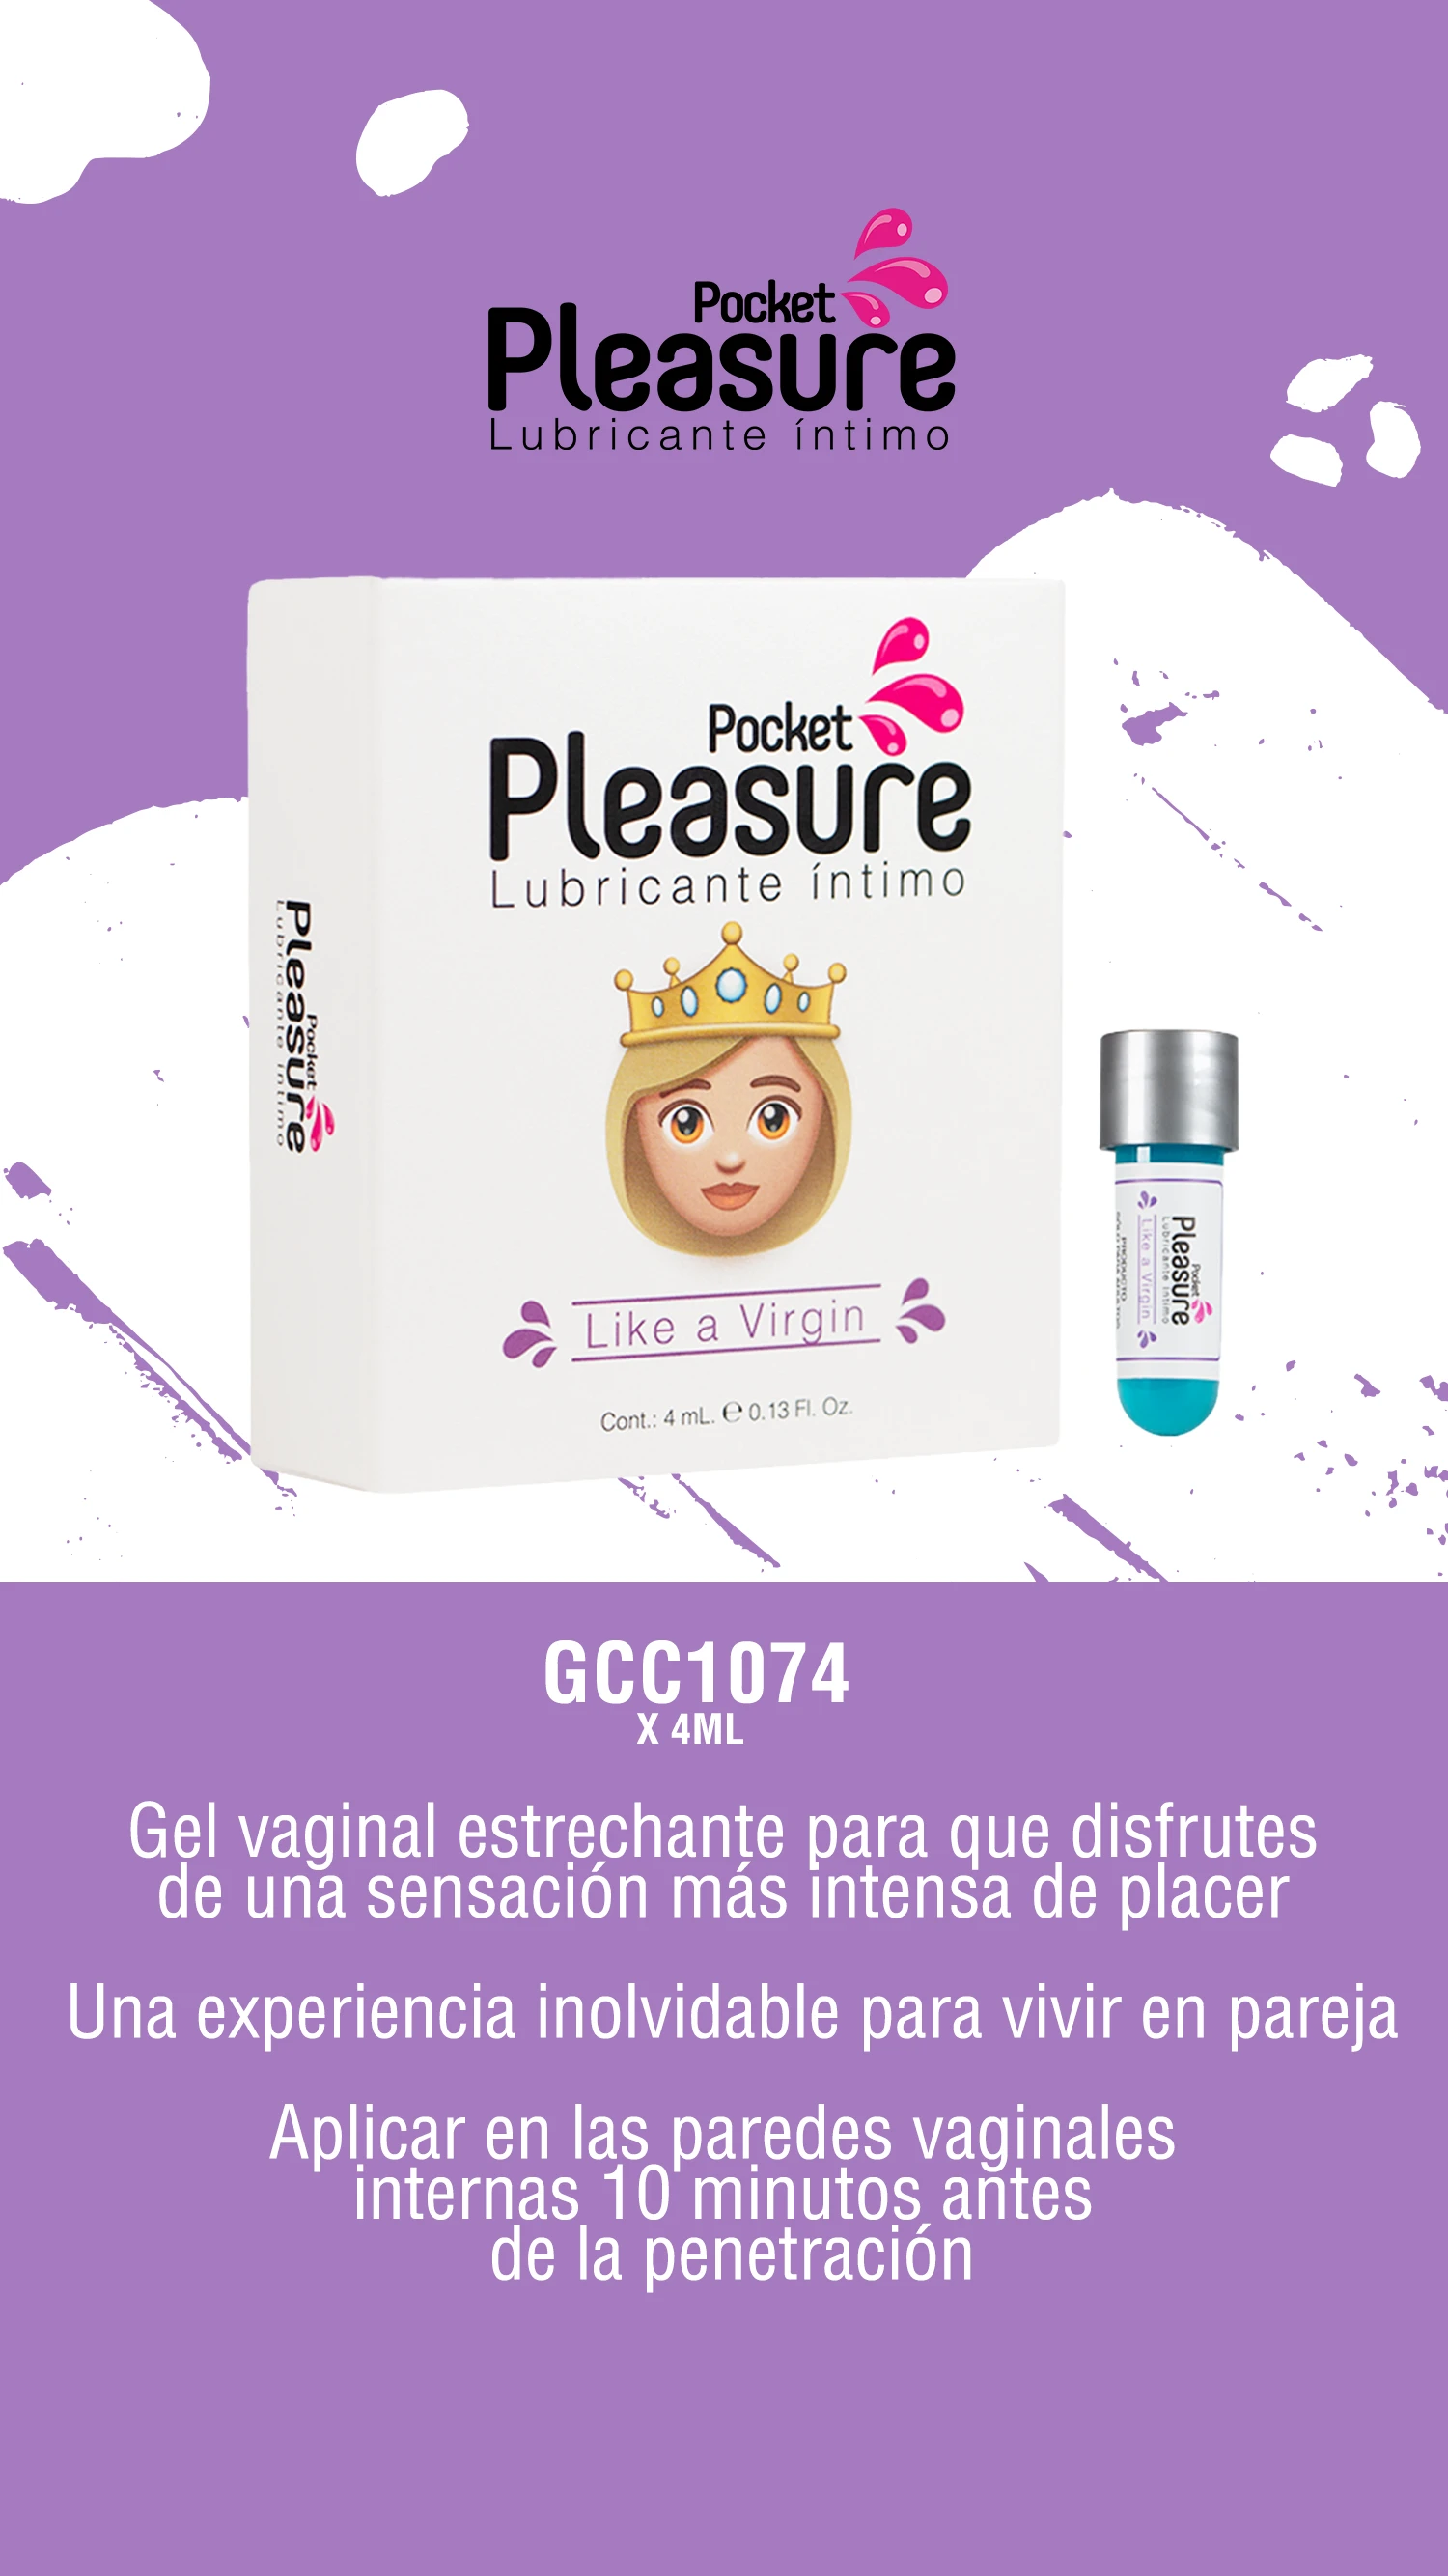 Pocket
Pleasure
Lubricante íntimo
Pocket
Pleasure
Lubricante íntimo
Pocket
Pleasure
Lubricante íntimo
Like a Virgin
Cont.: 4 mL. ℮ 0.13 Fl. Oz.
Pocket
Pleasure
Lubricante íntimo
Like a Virgin
PRODUCTO
GCC1074
X 4ML
Gel vaginal estrechante para que disfrutes
de una sensación más intensa de placer
Una experiencia inolvidable para vivir en pareja
Aplicar en las paredes vaginales
internas 10 minutos antes
de la penetración